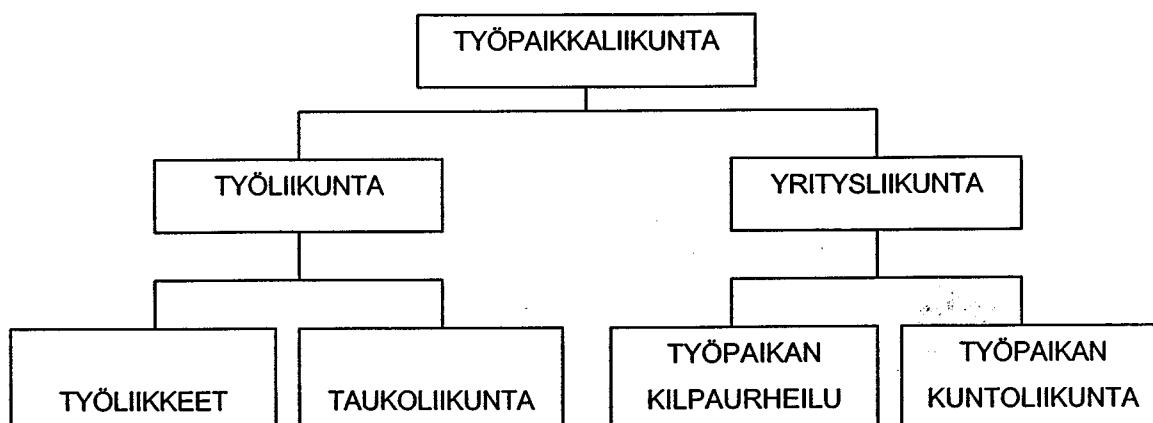 TYÖPAIKKALIIKUNTA
TYÖLIIKUNTA
YRITYSLIIKUNTA
TYÖLIIKKEET
TAUKOLIIKUNTA
TYÖPAIKAN
KILPAURHEILU
TYÖPAIKAN
KUNTOLIIKUNTA